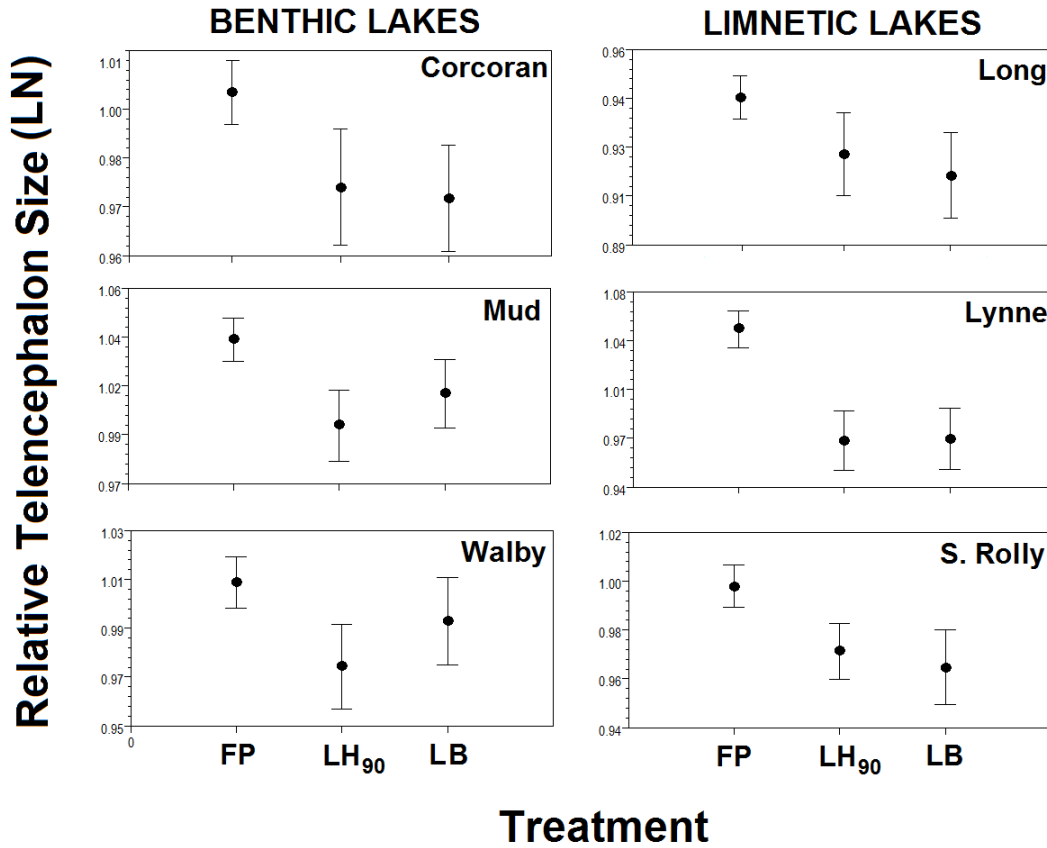 BENTHIC LAKES
LIMNETIC LAKES
Relative Telencephalon Size (LN)
Corcoran
1.01
1.00
0.98
0.97
0.96
Long
0.96
0.94
0.93
0.91
0.89
Mud
1.06
1.04
1.02
0.99
0.97
Lynne
1.08
1.04
1.01
0.97
0.94
Walby
1.03
1.01
0.99
0.97
0.95
0
S. Rolly
1.02
1.00
0.98
0.96
0.94
FP LH90 LB
FP LH90 LB
Treatment